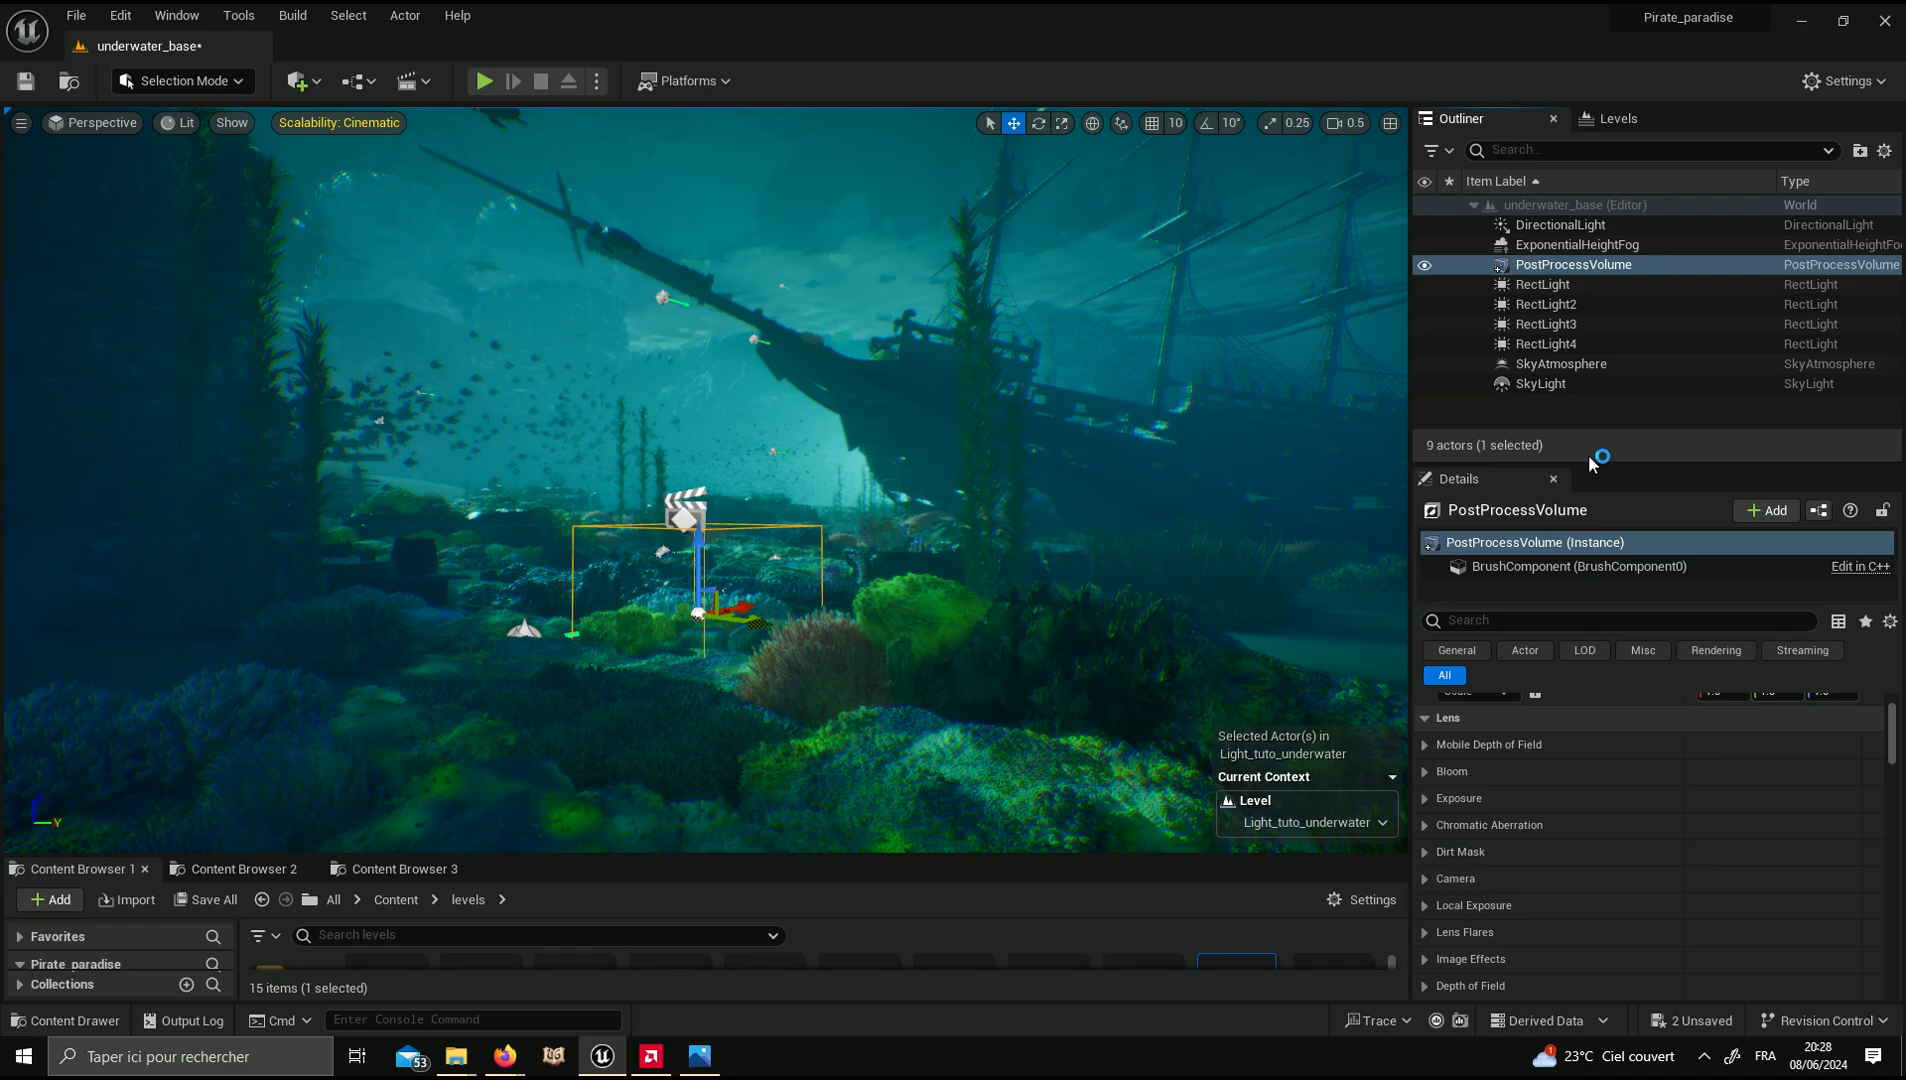 File Edit Window Tools Build Select Actor Help
Pirate_paradise
underwater_base*
Selection Mode
Platforms
Settings
Perspective Lit Show Scalability: Cinematic
10 10° 0.25 0.5
Outliner Levels
Search...
Item Label Type
underwater_base (Editor) World
DirectionalLight DirectionalLight
ExponentialHeightFog ExponentialHeightFo
PostProcessVolume PostProcessVolume
RectLight RectLight
RectLight2 RectLight
RectLight3 RectLight
RectLight4 RectLight
SkyAtmosphere SkyAtmosphere
SkyLight SkyLight
9 actors (1 selected)
Details
PostProcessVolume
Add
PostProcessVolume (Instance)
BrushComponent (BrushComponent0) Edit in C++
Search
General Actor LOD Misc Rendering Streaming
All
Lens
Mobile Depth of Field
Bloom
Exposure
Chromatic Aberration
Dirt Mask
Camera
Local Exposure
Lens Flares
Image Effects
Depth of Field
Selected Actor(s) in
Light_tuto_underwater
Current Context
Level
Light_tuto_underwater
Y
Content Browser 1 Content Browser 2 Content Browser 3
Add Import Save All All Content levels Settings
Favorites
Search levels
Pirate_paradise
Collections
15 items (1 selected)
Content Drawer Output Log Cmd Enter Console Command Trace Derived Data 2 Unsaved Revision Control
Taper ici pour rechercher
53
1
23°C Ciel couvert
FRA
20:28
08/06/2024